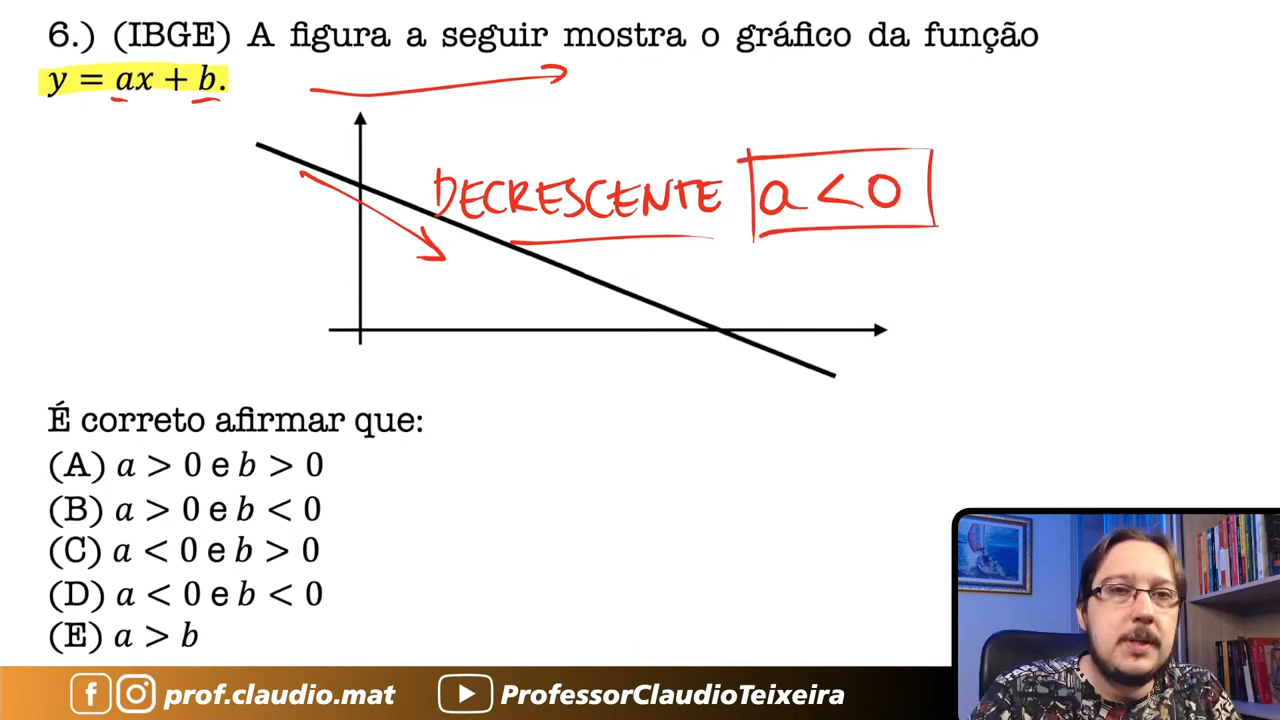 6.) (IBGE) A figura a seguir mostra o gráfico da função
y = ax + b.
DECRESCENTE a < 0
É correto afirmar que:
(A) a > 0 e b > 0
(B) a > 0 e b < 0
(C) a < 0 e b > 0
(D) a < 0 e b < 0
(E) a > b
prof.claudio.mat ProfessorClaudioTeixeira